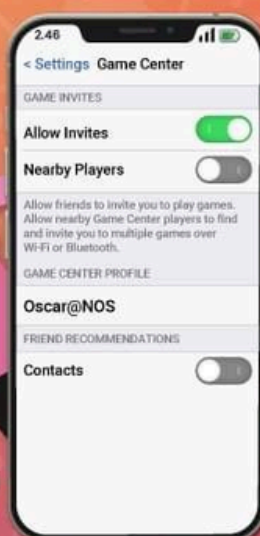 2.46
< Settings Game Center
GAME INVITES
Allow Invites
Nearby Players
Allow friends to invite you to play games.
Allow nearby Game Center players to find
and invite you to multiple games over
Wi-Fi or Bluetooth.
GAME CENTER PROFILE
Oscar@NOS
FRIEND RECOMMENDATIONS
Contacts